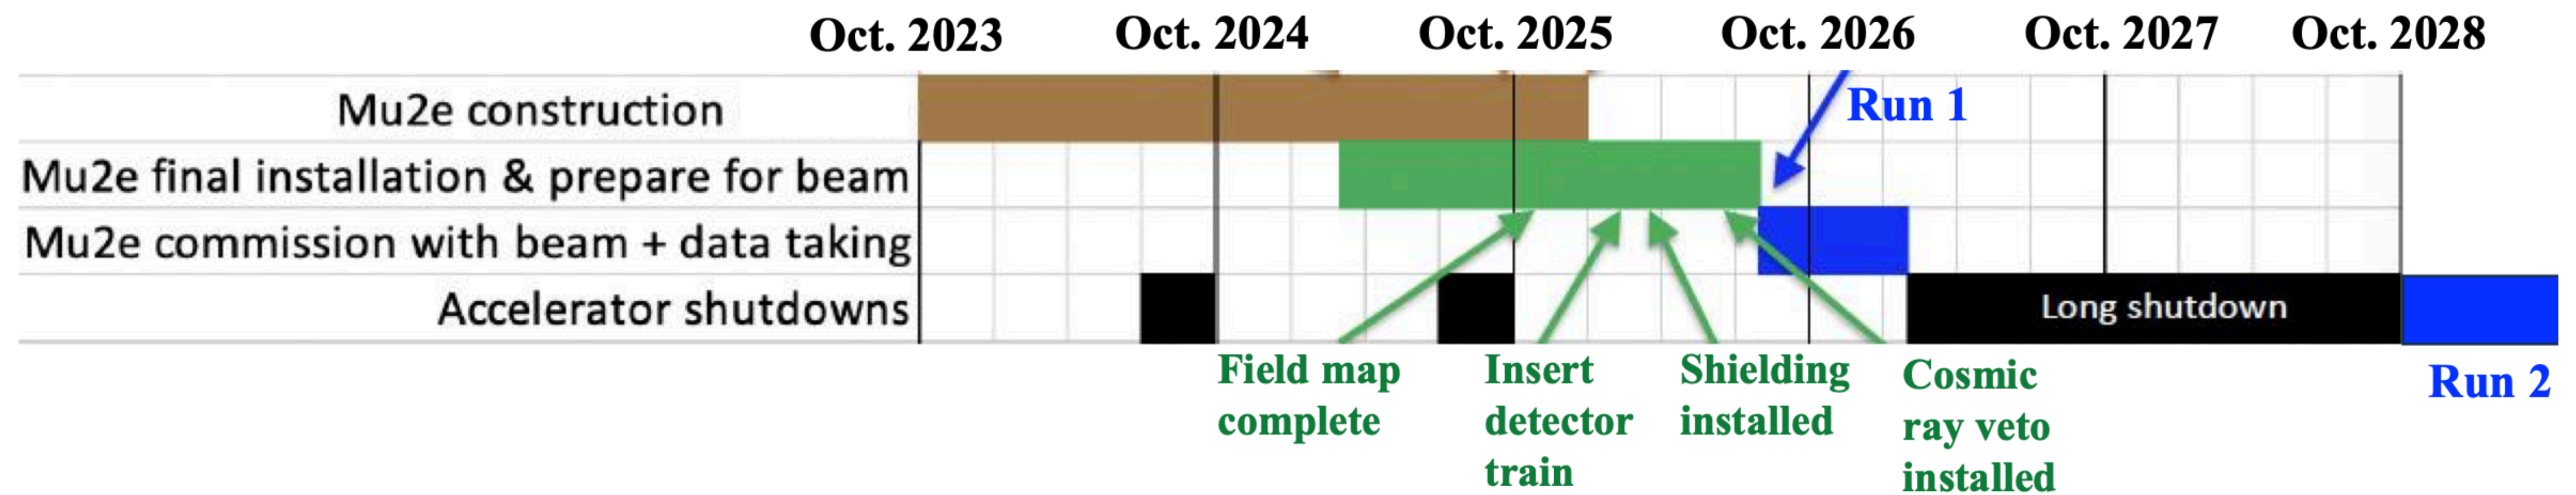 Oct. 2023 Oct. 2024 Oct. 2025 Oct. 2026 Oct. 2027 Oct. 2028
Mu2e construction
Run 1
Mu2e final installation & prepare for beam
Mu2e commission with beam + data taking
Accelerator shutdowns
Long shutdown
Field map
complete
Insert
detector
train
Shielding
installed
Cosmic
ray veto
installed
Run 2